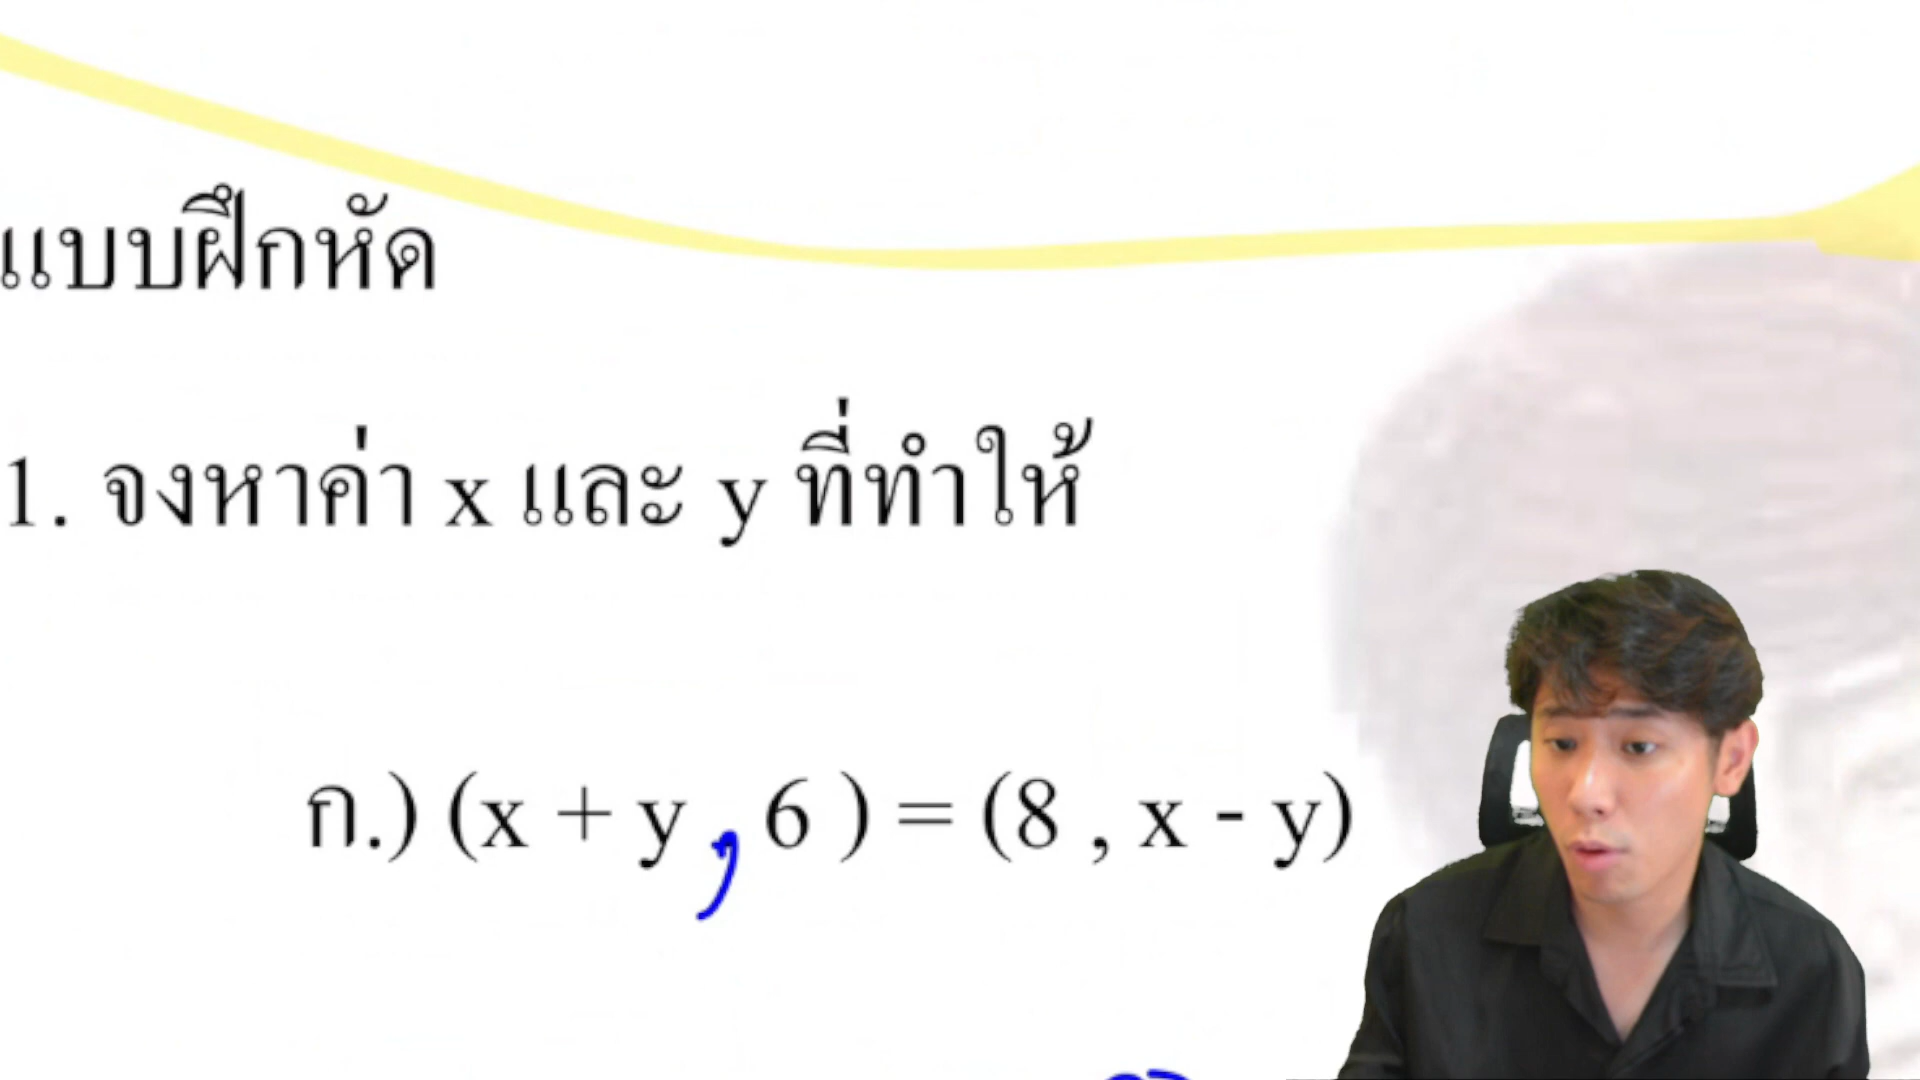 แบบฝึกหัด
1. จงหาค่า x และ y ที่ทำให้
ก.) (x + y , 6 ) = (8 , x - y)